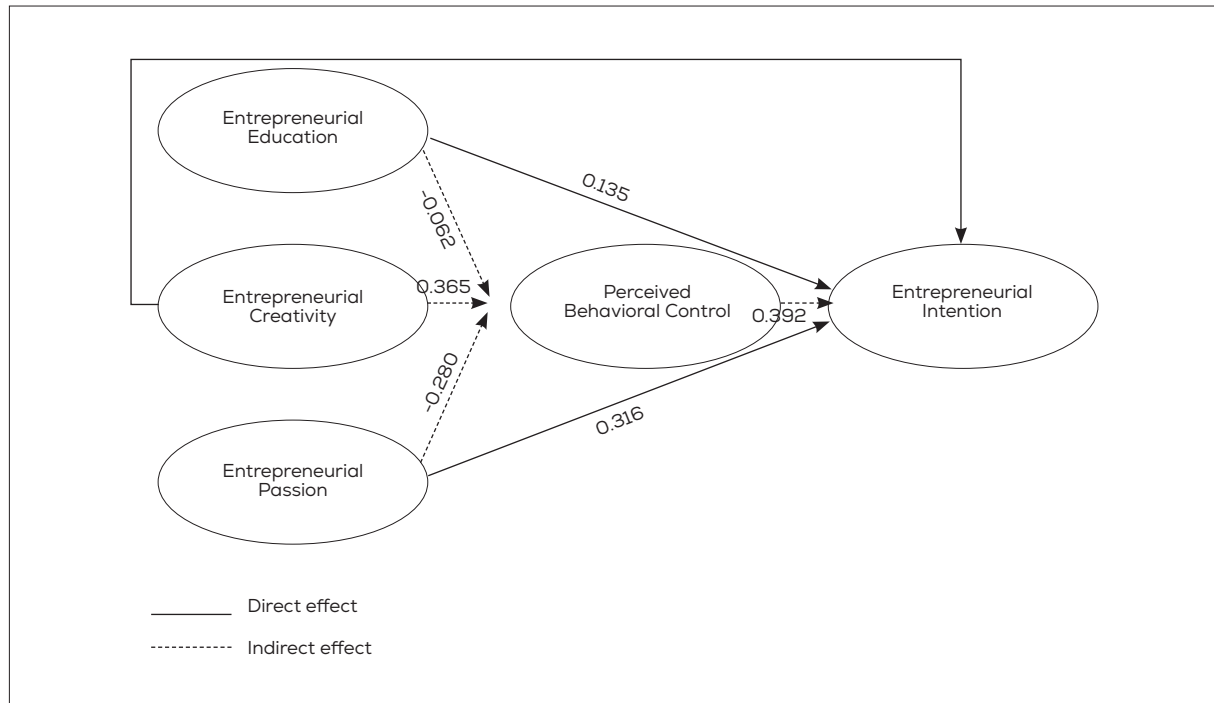 Entrepreneurial
Education
0.135
-0.062
Entrepreneurial
Creativity
0.365
Perceived
Behavioral Control
0.392
Entrepreneurial
Intention
-0.280
0.316
Entrepreneurial
Passion
Direct effect
Indirect effect